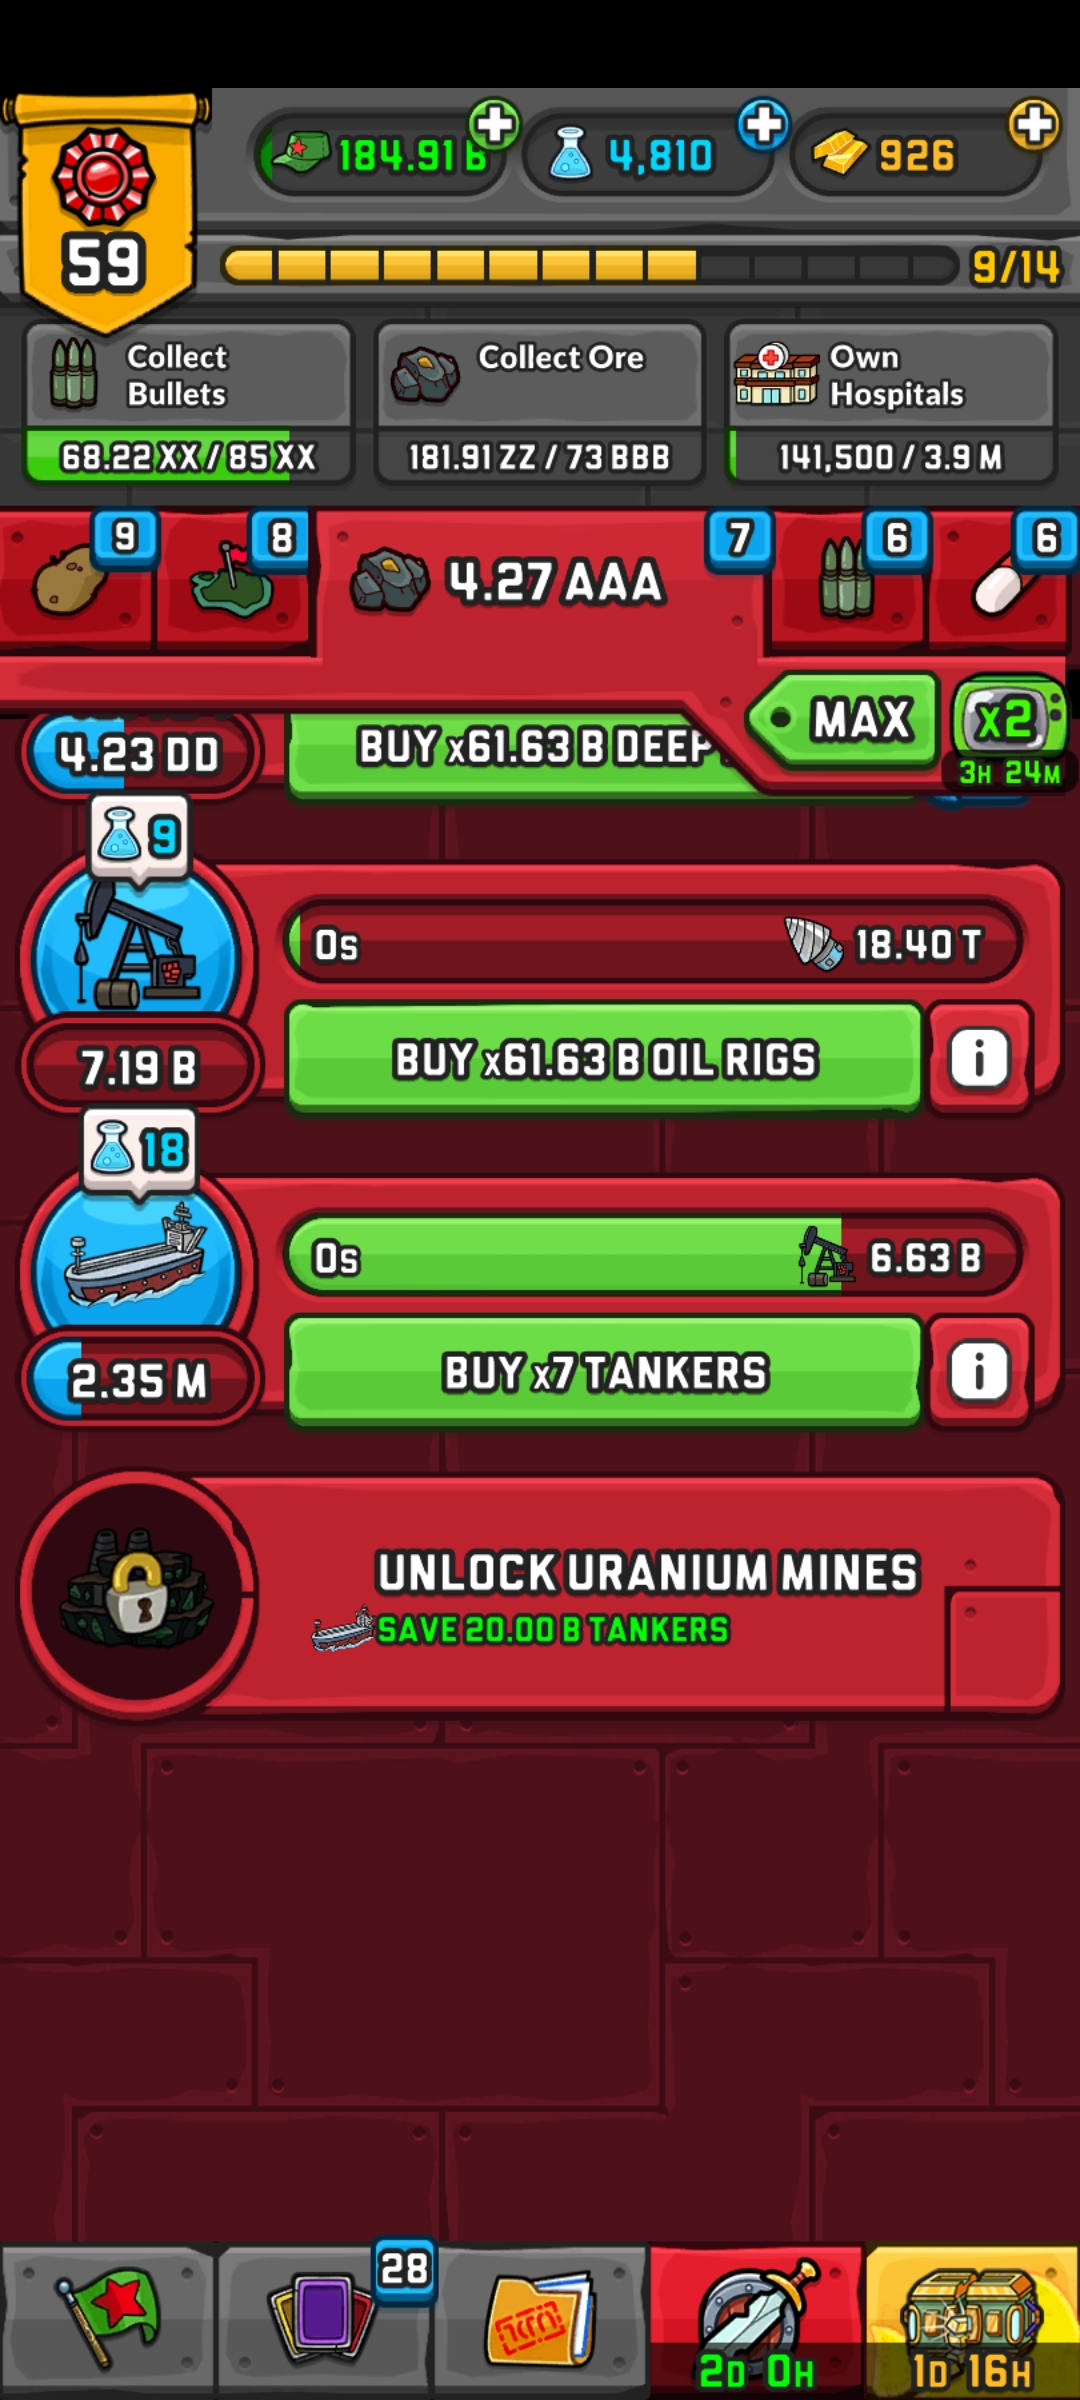 184.91 B
4,810
926
59
9/14
Collect
Bullets
68.22 XX / 85 XX
Collect Ore
181.91 ZZ / 73 BBB
Own
Hospitals
141,500 / 3.9 M
9
8
4.27 AAA
7
6
6
MAX
x2
3H 24M
4.23 DD
BUY x61.63 B DEEP
9
0s
18.40 T
7.19 B
BUY x61.63 B OIL RIGS
i
18
0s
6.63 B
2.35 M
BUY x7 TANKERS
i
UNLOCK URANIUM MINES
SAVE 20.00 B TANKERS
28
2D 0H
1D 16H